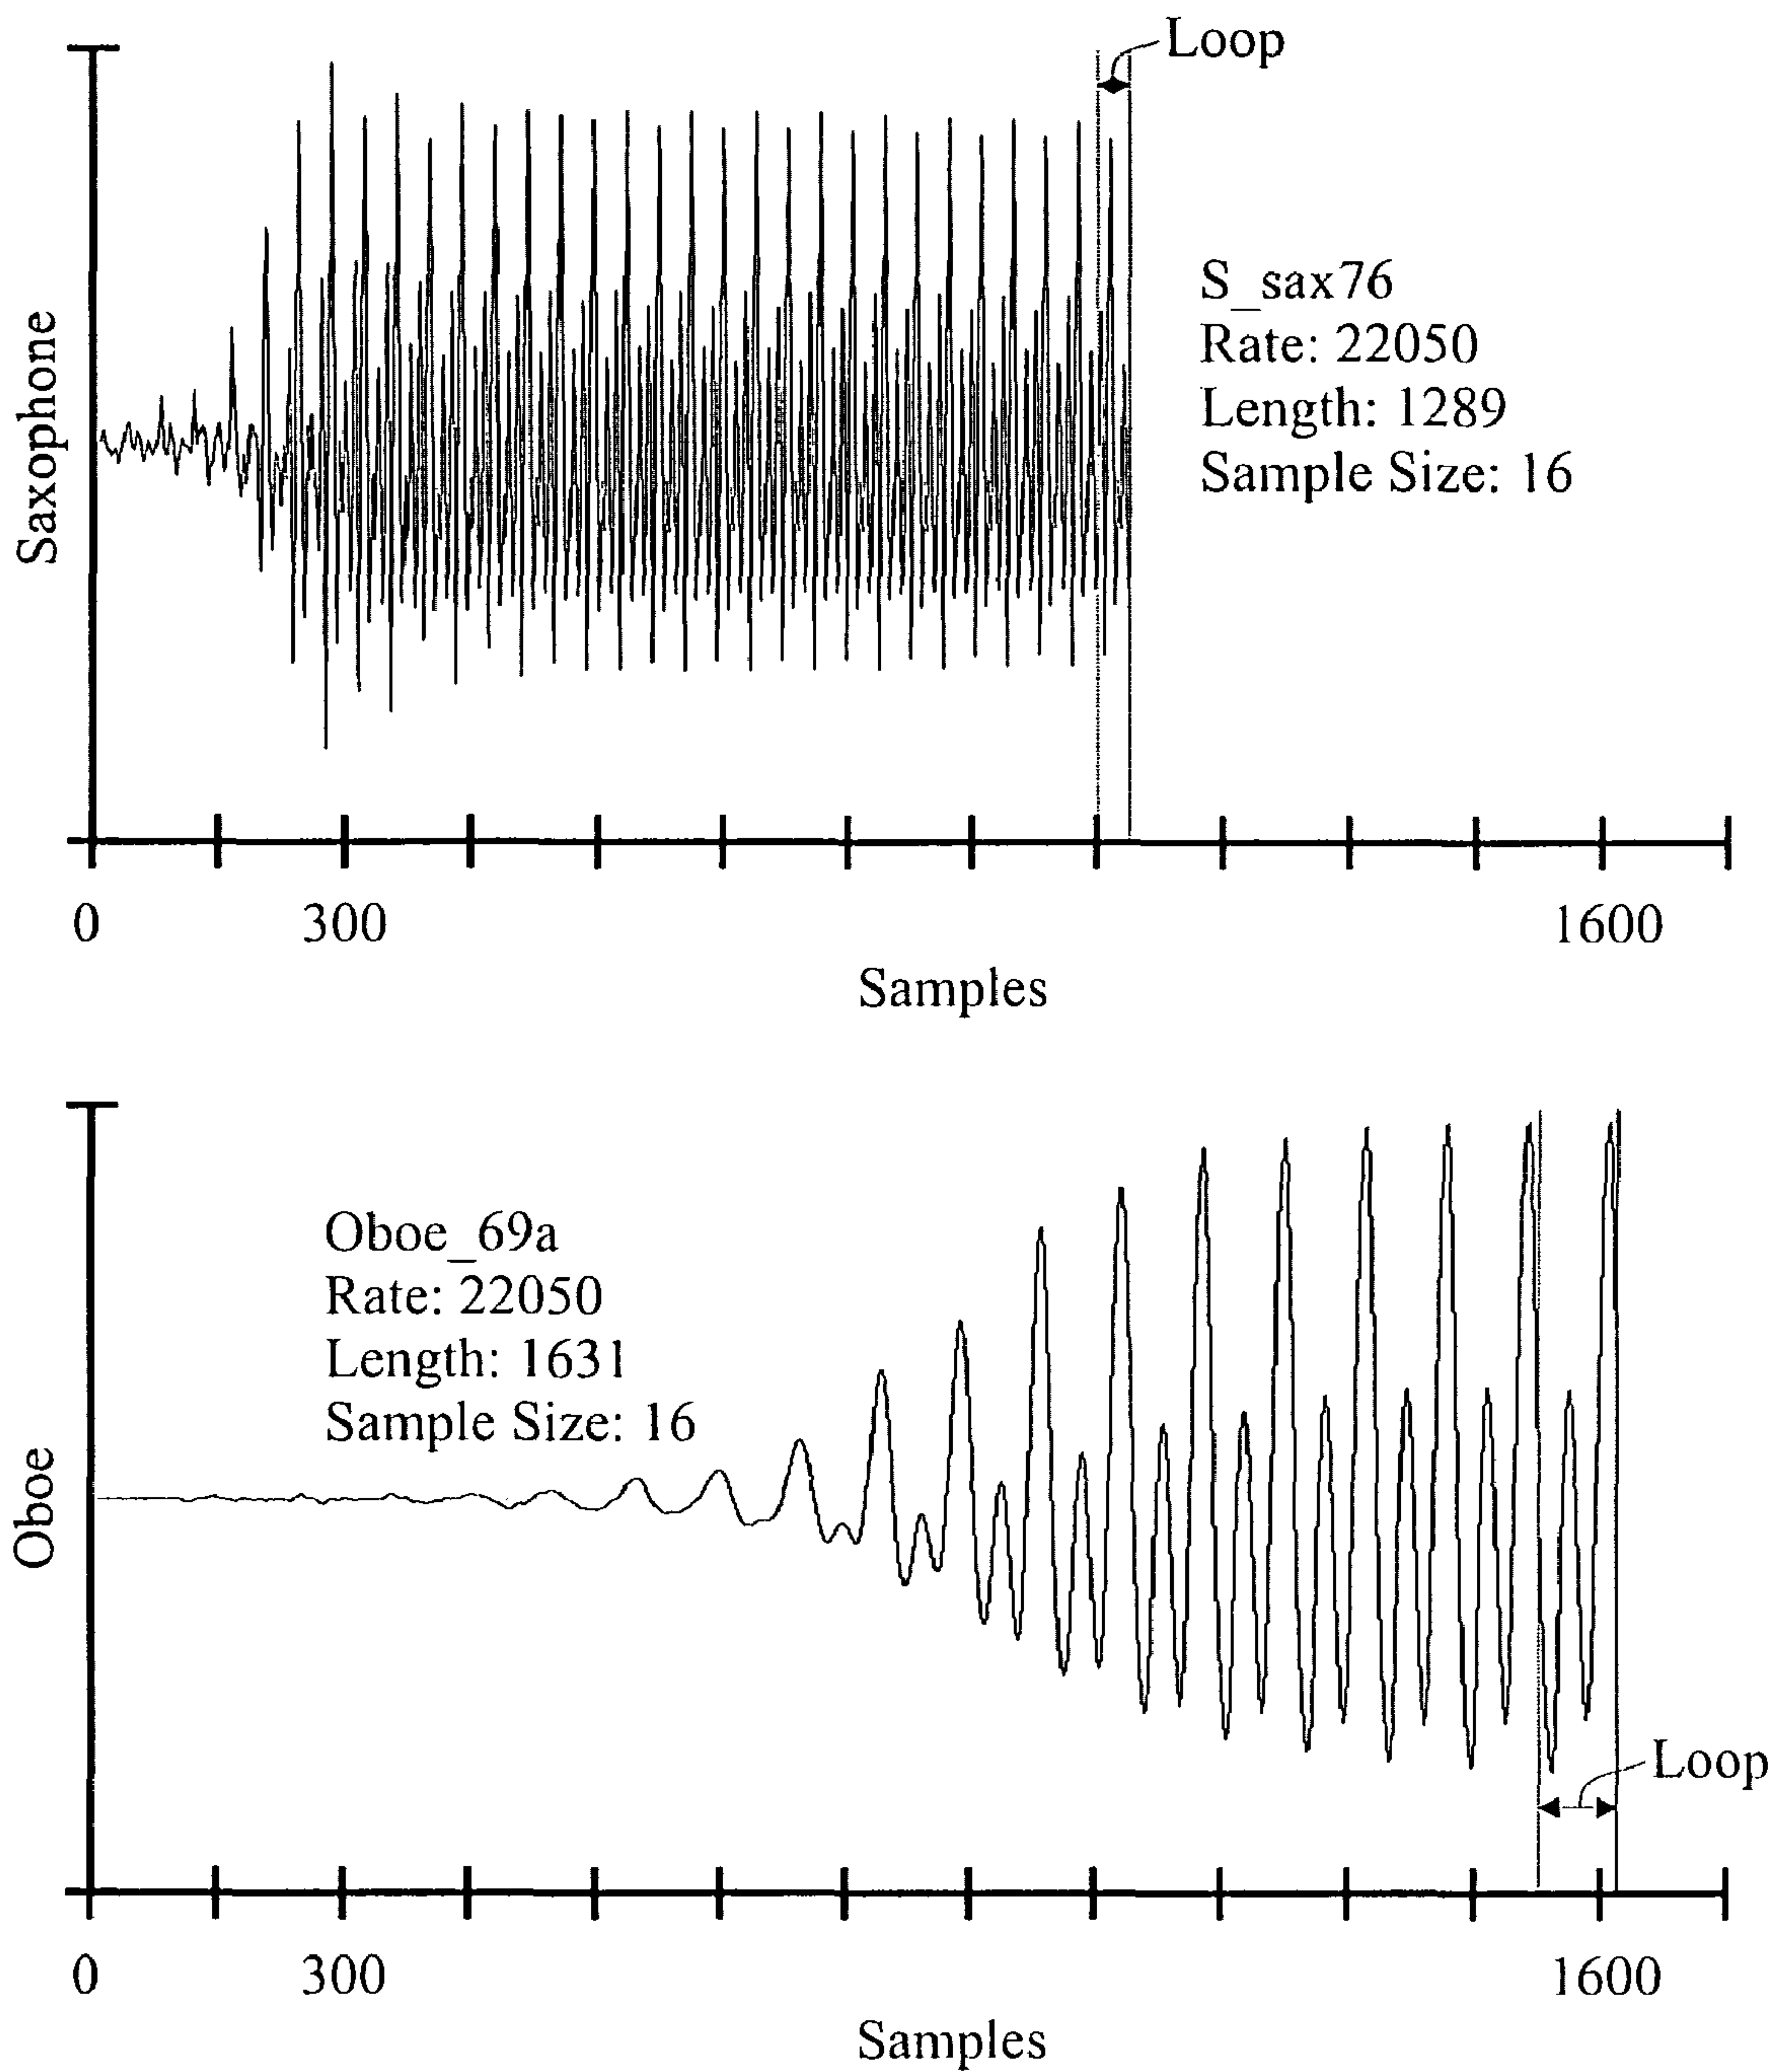 Loop
Saxophone
S_sax76
Rate: 22050
Length: 1289
Sample Size: 16
0 300 1600
Samples
Oboe_69a
Rate: 22050
Length: 1631
Sample Size: 16
Oboe
Loop
0 300 1600
Samples